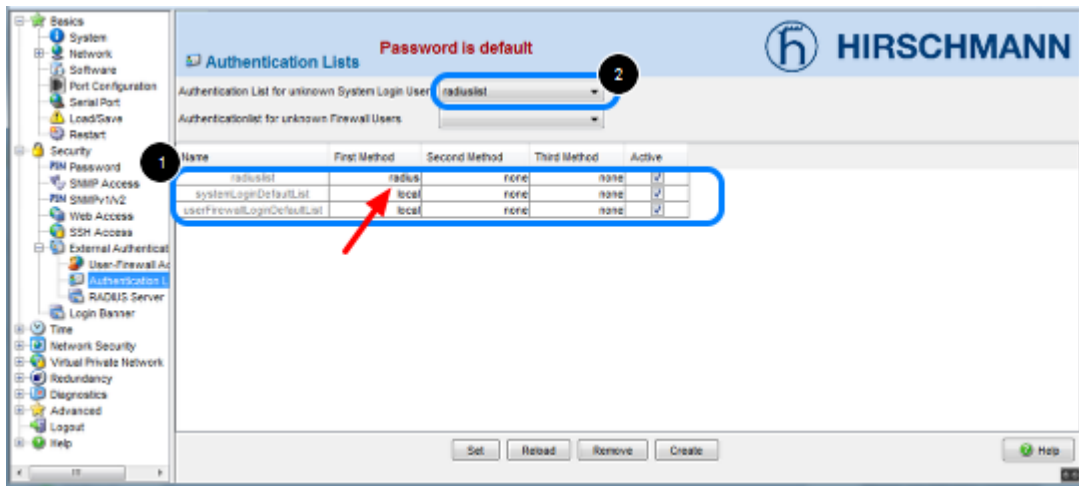 Basics
System
Network
Software
Port Configuration
Serial Port
Load/Save
Restart
Security
PIN Password
SNMP Access
PIN SNMPv1/v2
Web Access
SSH Access
External Authenticat
User-Firewall Ac
Authentication L
RADIUS Server
Login Banner
Time
Network Security
Virtual Private Network
Redundancy
Diagnostics
Advanced
Logout
Help
Password is default
HIRSCHMANN
Authentication Lists
2
Authentication List for unknown System Login User radiuslist
Authenticationlist for unknown Firewall Users
1
Name First Method Second Method Third Method Active
radiuslist radius none none
systemLoginDefaultList local none none
userFirewallLoginDefaultList local none none
Set Reload Remove Create Help